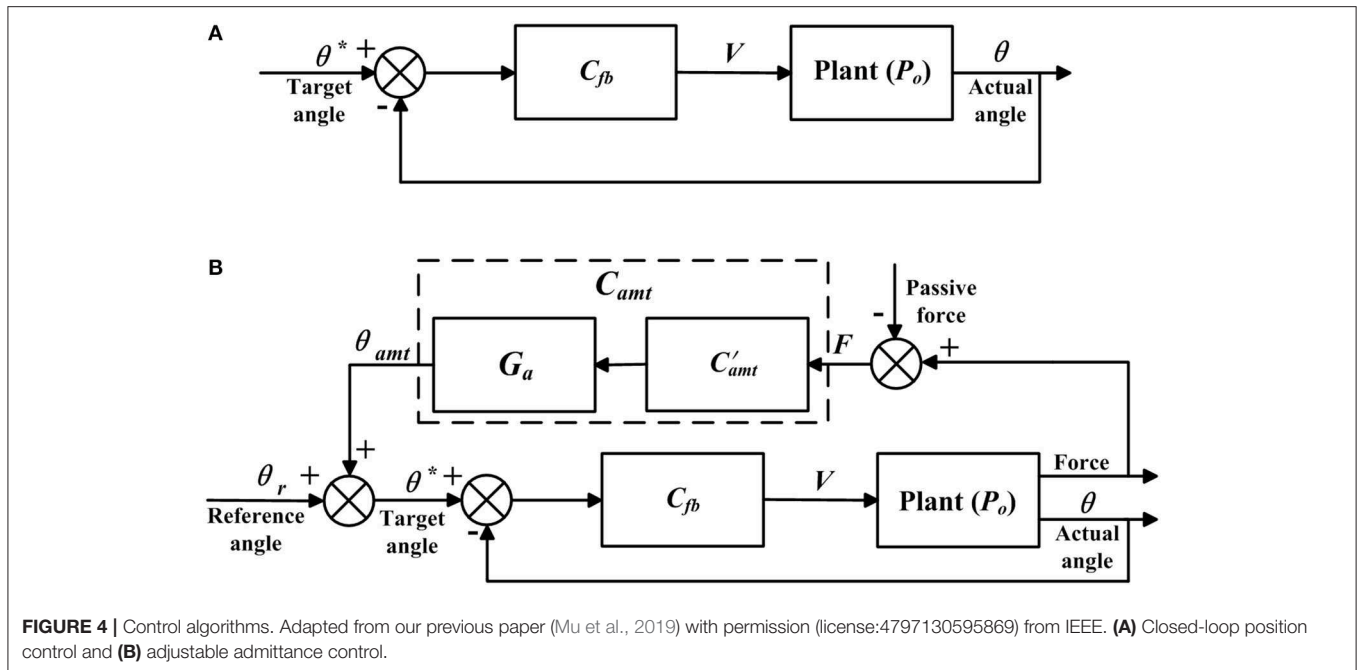 A
θ* +
Target
angle
-
C_fb
V
Plant (P_o)
θ
Actual
angle
B
C_amt
Passive
force
-
θ_amt
G_a
C′_amt
F
+
+
θ_r +
Reference
angle
θ* +
Target
angle
-
C_fb
V
Plant (P_o)
Force
θ
Actual
angle
FIGURE 4 | Control algorithms. Adapted from our previous paper (Mu et al., 2019) with permission (license:4797130595869) from IEEE. (A) Closed-loop position
control and (B) adjustable admittance control.